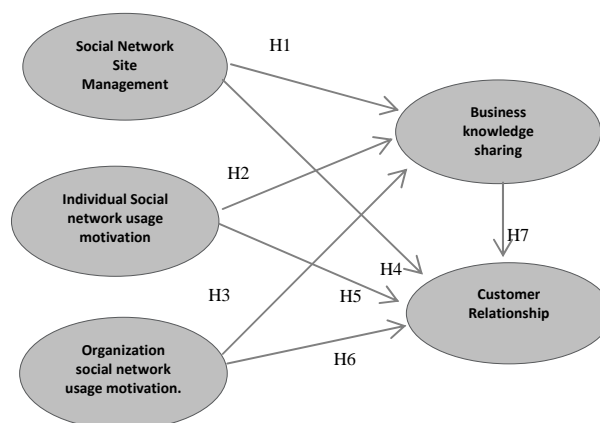 Social Network
Site
Management
H1
Business
knowledge
sharing
Individual Social
network usage
motivation
H2
H7
H4
H3
H5
Customer
Relationship
Organization
social network
usage motivation.
H6